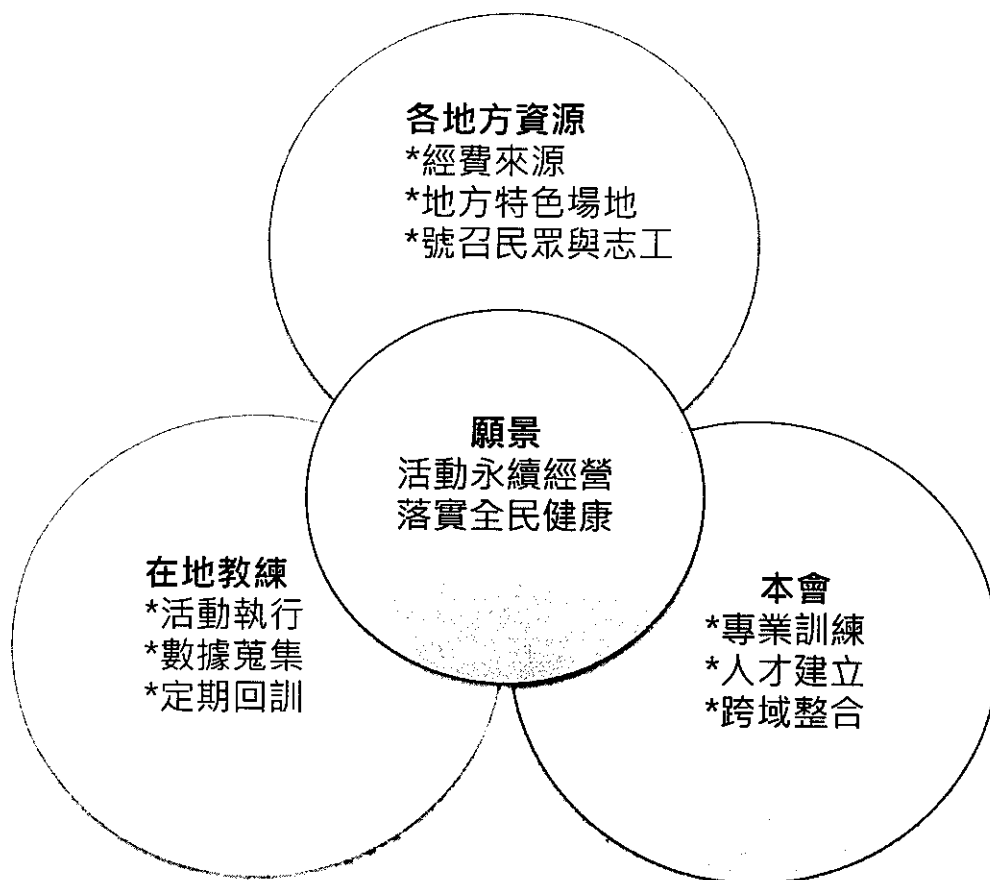 各地方資源
*經費來源
*地方特色場地
*號召民眾與志工
願景
活動永續經營
落實全民健康
在地教練
*活動執行
*數據蒐集
*定期回訓
本會
*專業訓練
*人才建立
*跨域整合